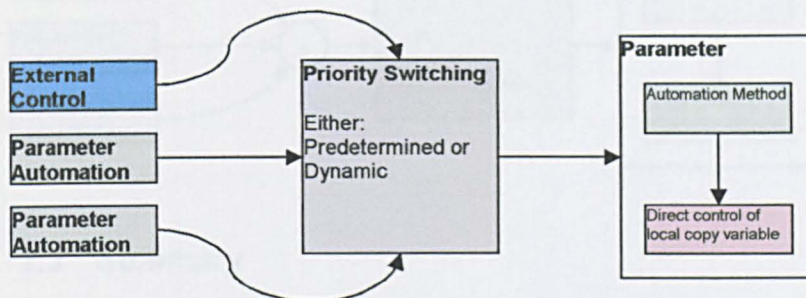 External
Control
Parameter
Automation
Parameter
Automation
Priority Switching
Either:
Predetermined or
Dynamic
Parameter
Automation Method
Direct control of
local copy variable